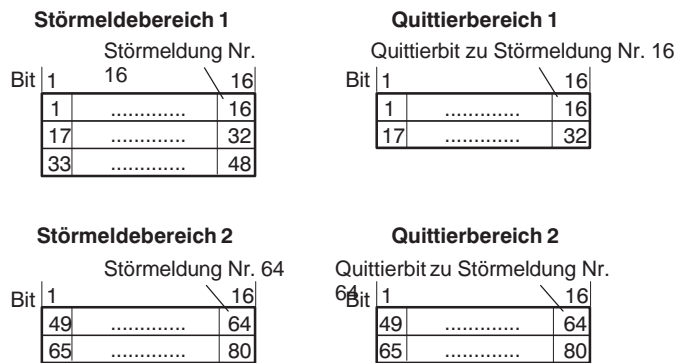 Störmeldebereich 1
Störmeldung Nr.
16
Bit 1 16
1 ............. 16
17 ............. 32
33 ............. 48
Quittierbereich 1
Quittierbit zu Störmeldung Nr. 16
Bit 1 16
1 ............. 16
17 ............. 32
Störmeldebereich 2
Störmeldung Nr. 64
Bit 1 16
49 ............. 64
65 ............. 80
Quittierbereich 2
Quittierbit zu Störmeldung Nr.
64
Bit 1 16
49 ............. 64
65 ............. 80